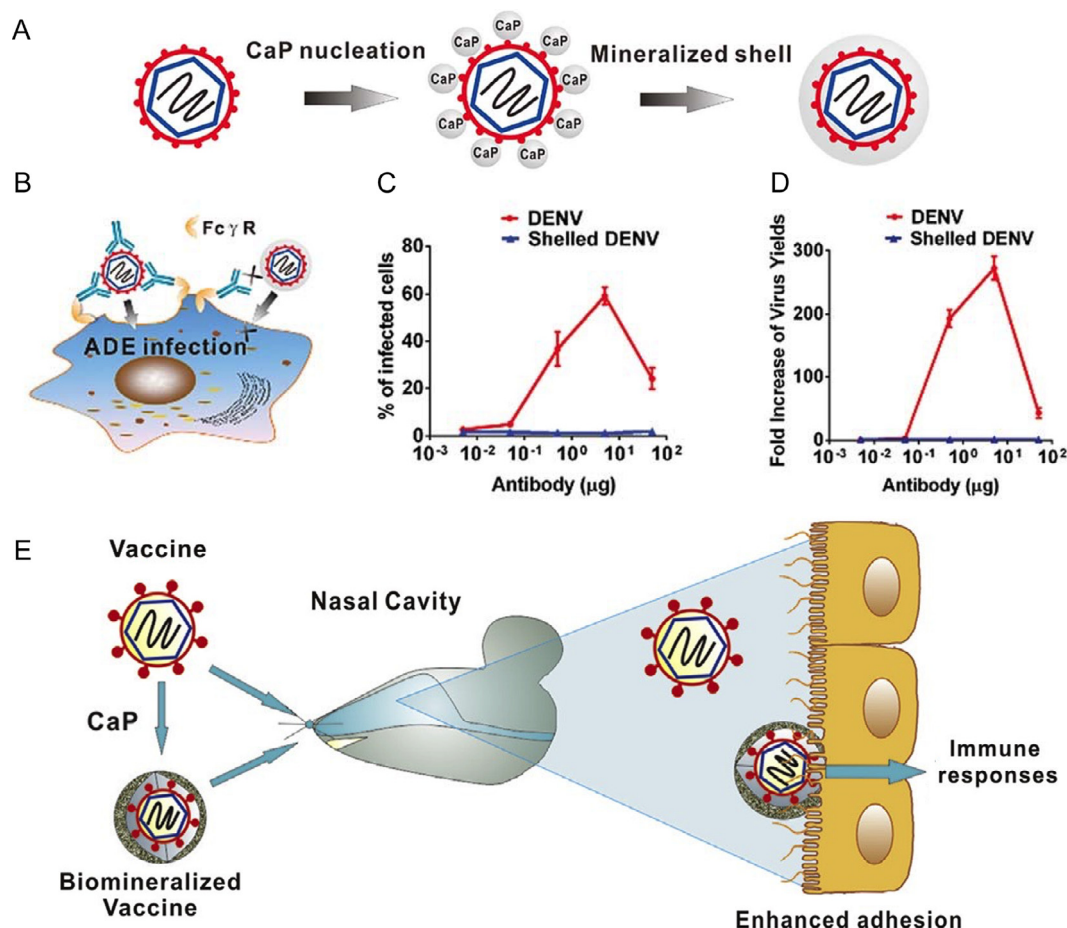 A
CaP nucleation
Mineralized shell
CaP
CaP
CaP
CaP
CaP
CaP
CaP
CaP
CaP
B
FcγR
ADE infection
C
DENV
Shelled DENV
% of infected cells
80
60
40
20
0
10⁻³ 10⁻² 10⁻¹ 10⁰ 10¹ 10²
Antibody (μg)
D
DENV
Shelled DENV
Fold Increase of Virus Yields
300
200
100
0
10⁻³ 10⁻² 10⁻¹ 10⁰ 10¹ 10²
Antibody (μg)
E
Vaccine
CaP
Biomineralized
Vaccine
Nasal Cavity
Immune
responses
Enhanced adhesion